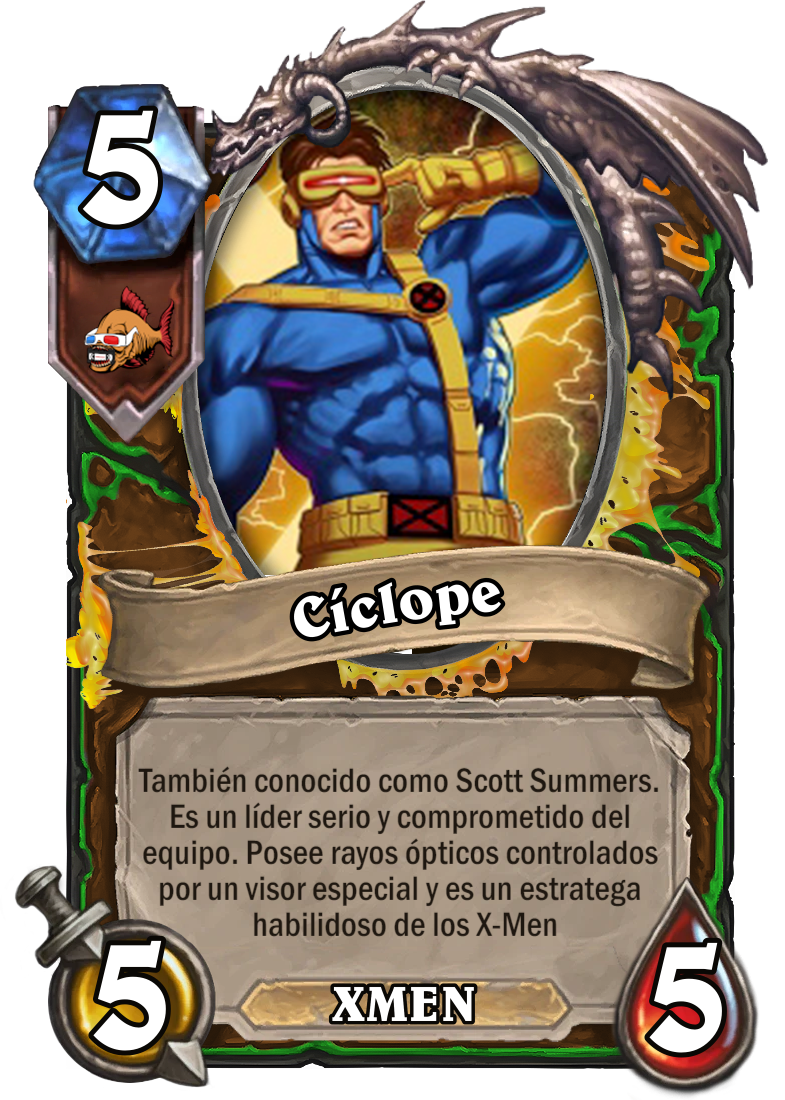 5
Cíclope
También conocido como Scott Summers.
Es un líder serio y comprometido del
equipo. Posee rayos ópticos controlados
por un visor especial y es un estratega
habilidoso de los X-Men
5
XMEN
5